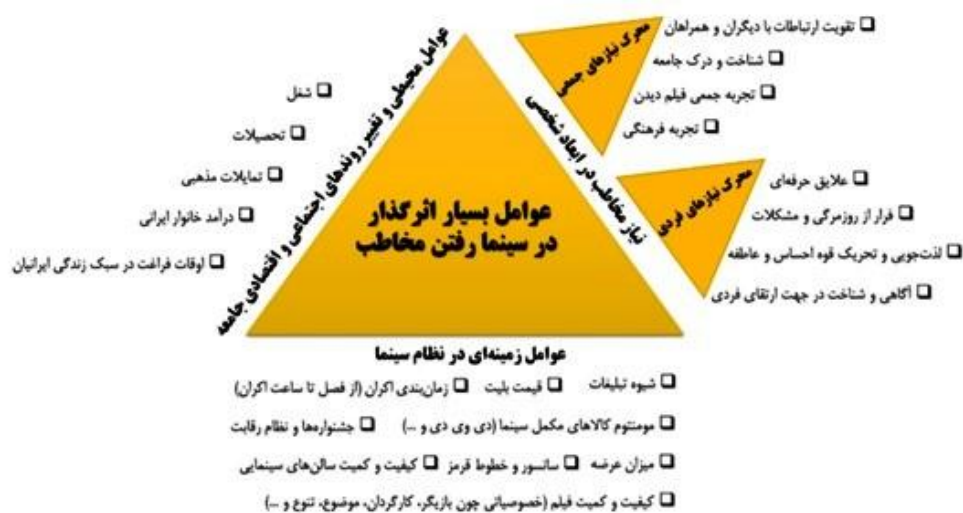 محرک نیازهای جمعی
❑ تقویت ارتباطات با دیگران و همراهان
❑ شناخت و درک جامعه
❑ تجربه جمعی فیلم دیدن
❑ تجربه فرهنگی
نیاز مخاطب در ابعاد شخصی
محرک نیازهای فردی
❑ علایق حرفه‌ای
❑ فرار از روزمرگی و مشکلات
❑ لذت‌جویی و تحریک قوه احساس و عاطفه
❑ آگاهی و شناخت در جهت ارتقای فردی
عوامل بسیار اثرگذار
در سینما رفتن مخاطب
عوامل محیطی و تغییر روندهای اجتماعی و اقتصادی جامعه
❑ شغل
❑ تحصیلات
❑ تمایلات مذهبی
❑ درآمد خانوار ایرانی
❑ اوقات فراغت در سبک زندگی ایرانیان
عوامل زمینه‌ای در نظام سینما
❑ شیوه تبلیغات ❑ قیمت بلیت ❑ زمان‌بندی اکران (از فصل تا ساعت اکران)
❑ مومنتوم کالاهای مکمل سینما (دی وی دی و ...) ❑ جشنواره‌ها و نظام رقابت
❑ میزان عرضه ❑ سانسور و خطوط قرمز ❑ کیفیت و کمیت سالن‌های سینمایی
❑ کیفیت و کمیت فیلم (خصوصیاتی چون بازیگر، کارگردان، موضوع، تنوع و ...)